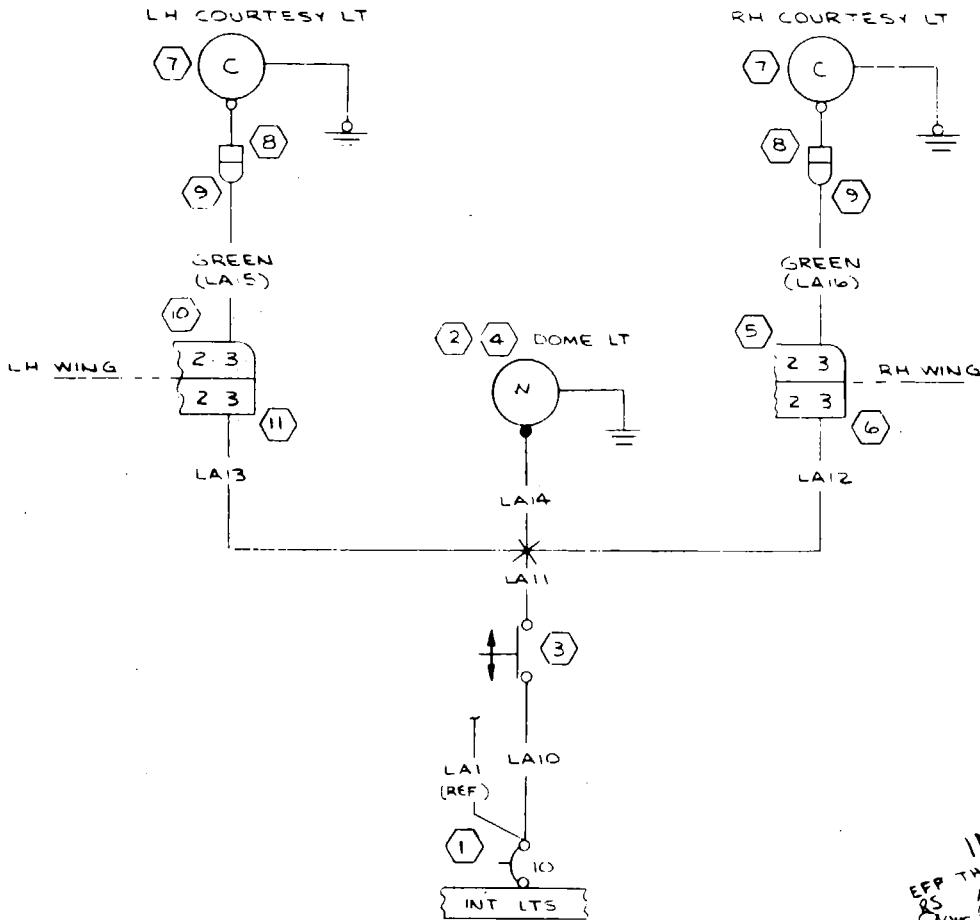 LH COURTESY LT
RH COURTESY LT
7
C
7
C
8
8
9
9
GREEN
(LA15)
GREEN
(LA16)
10
2 4 DOME LT
5
2 3
2 3
LH WING
N
RH WING
2 3
2 3
11
6
LA13
LA12
LA14
LA11
3
LA1
(REF)
LA10
1
10
INT LTS
EFF TH